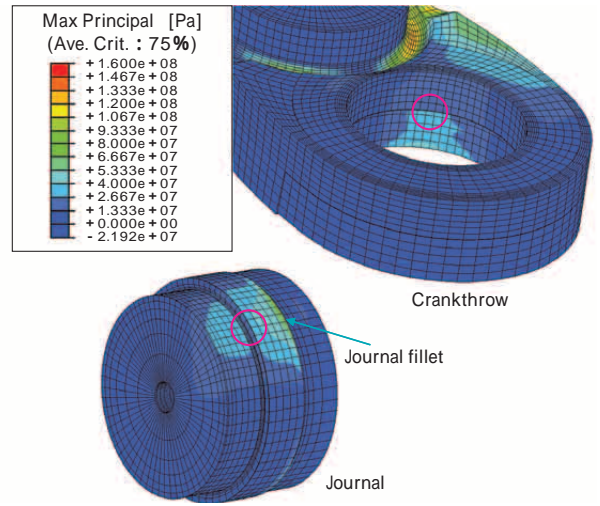 Max Principal [Pa]
(Ave. Crit. : 75%)
+1.600e+08
+1.467e+08
+1.333e+08
+1.200e+08
+1.067e+08
+9.333e+07
+8.000e+07
+6.667e+07
+5.333e+07
+4.000e+07
+2.667e+07
+1.333e+07
+0.000e+00
-2.192e+07
Crankthrow
Journal fillet
Journal